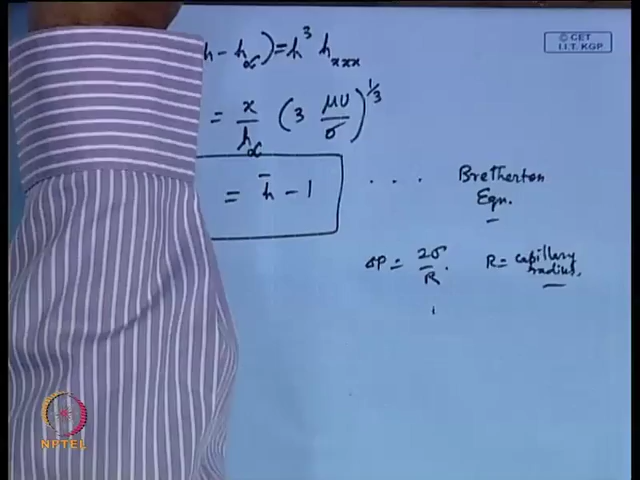 © CET
I.I.T. KGP
h - h∝) = h³ hₓₓₓ
= x/h∝ (3 μU/σ)^1/3
= h̄ - 1 . . . Bretherton
Eqn.
ΔP = 2σ/R . R = capillary
radius.
NPTEL